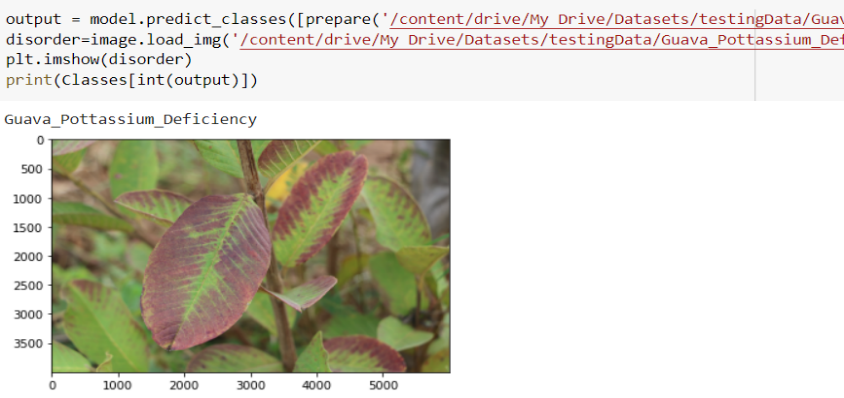 output = model.predict_classes([prepare('/content/drive/My Drive/Datasets/testingData/Guav
disorder=image.load_img('/content/drive/My Drive/Datasets/testingData/Guava_Pottassium_Def
plt.imshow(disorder)
print(Classes[int(output)])
Guava_Pottassium_Deficiency
0
500
1000
1500
2000
2500
3000
3500
0 1000 2000 3000 4000 5000